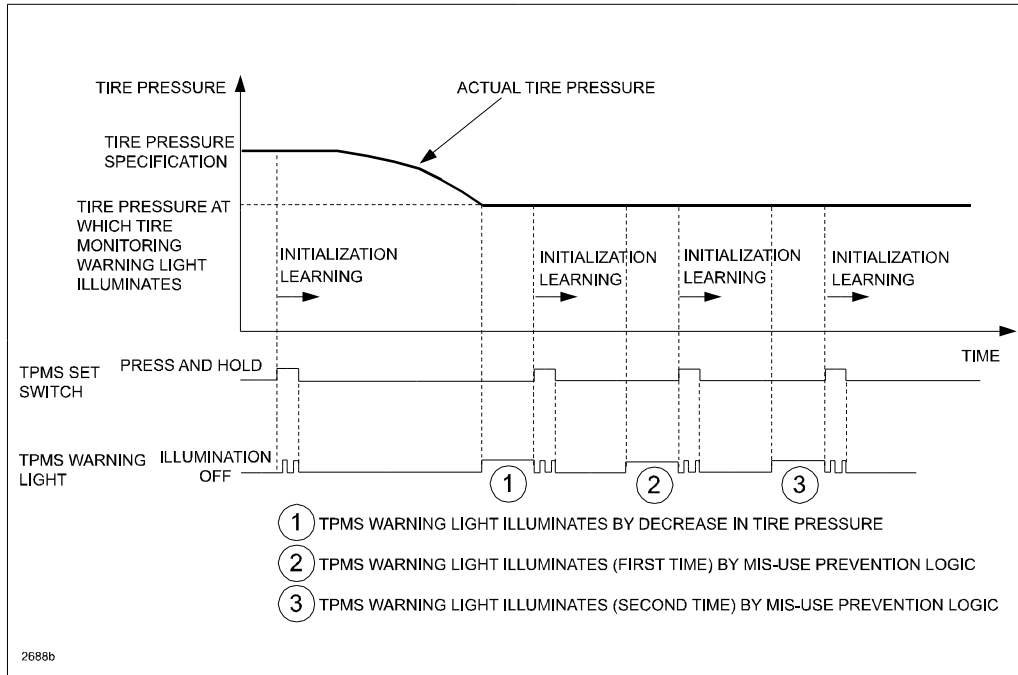 TIRE PRESSURE
ACTUAL TIRE PRESSURE
TIRE PRESSURE
SPECIFICATION
TIRE PRESSURE AT
WHICH TIRE
MONITORING
WARNING LIGHT
ILLUMINATES
INITIALIZATION
LEARNING
INITIALIZATION
LEARNING
INITIALIZATION
LEARNING
INITIALIZATION
LEARNING
TIME
TPMS SET
SWITCH
PRESS AND HOLD
TPMS WARNING
LIGHT
ILLUMINATION
OFF
1
2
3
1 TPMS WARNING LIGHT ILLUMINATES BY DECREASE IN TIRE PRESSURE
2 TPMS WARNING LIGHT ILLUMINATES (FIRST TIME) BY MIS-USE PREVENTION LOGIC
3 TPMS WARNING LIGHT ILLUMINATES (SECOND TIME) BY MIS-USE PREVENTION LOGIC
2688b